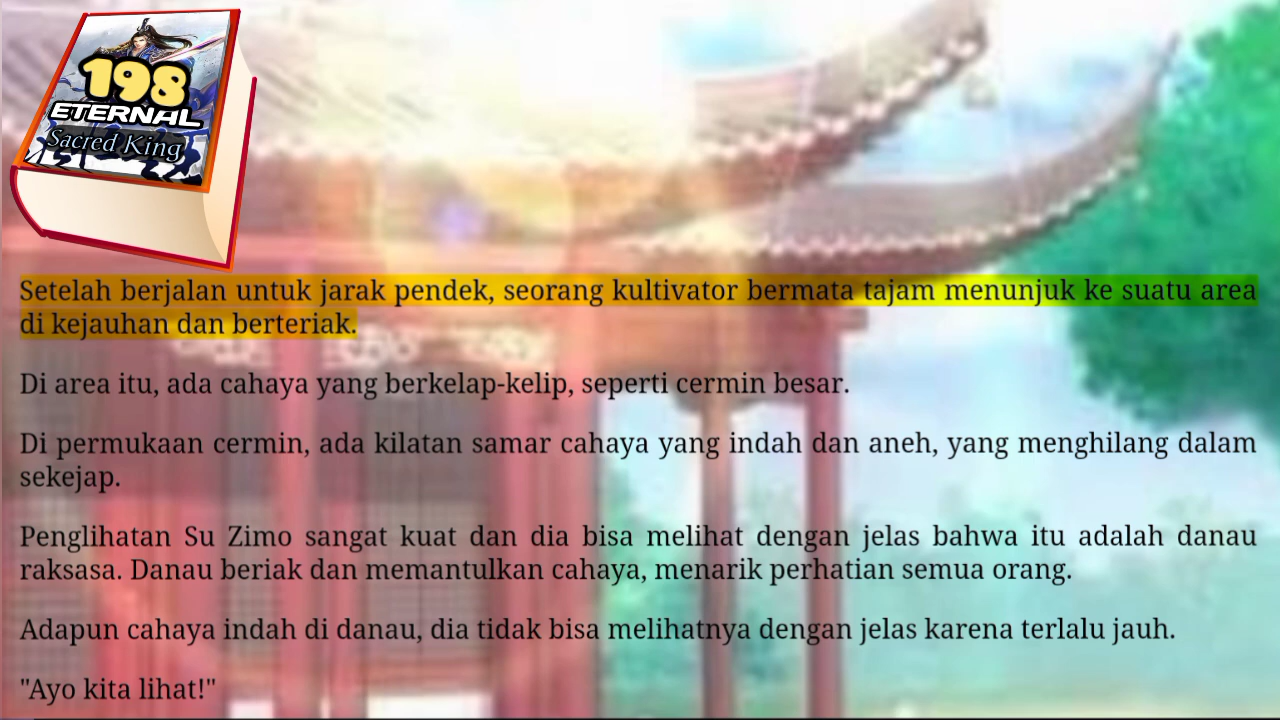 198
ETERNAL
Sacred King
Setelah berjalan untuk jarak pendek, seorang kultivator bermata tajam menunjuk ke suatu area
di kejauhan dan berteriak.
Di area itu, ada cahaya yang berkelap-kelip, seperti cermin besar.
Di permukaan cermin, ada kilatan samar cahaya yang indah dan aneh, yang menghilang dalam
sekejap.
Penglihatan Su Zimo sangat kuat dan dia bisa melihat dengan jelas bahwa itu adalah danau
raksasa. Danau beriak dan memantulkan cahaya, menarik perhatian semua orang.
Adapun cahaya indah di danau, dia tidak bisa melihatnya dengan jelas karena terlalu jauh.
"Ayo kita lihat!"